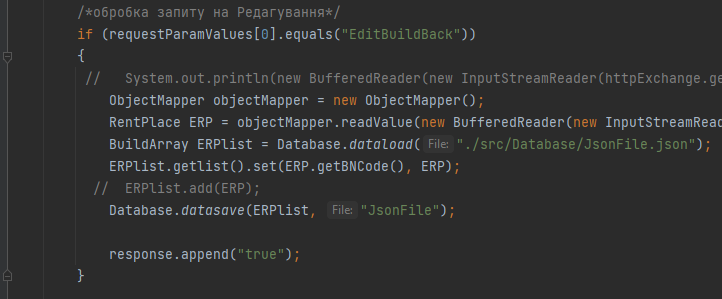 /*обробка запиту на Редагування*/
if (requestParamValues[0].equals("EditBuildBack"))
{
//   System.out.println(new BufferedReader(new InputStreamReader(httpExchange.ge
ObjectMapper objectMapper = new ObjectMapper();
RentPlace ERP = objectMapper.readValue(new BufferedReader(new InputStreamRead
BuildArray ERPlist = Database.dataload( File: "./src/Database/JsonFile.json");
ERPlist.getlist().set(ERP.getBNCode(), ERP);
//  ERPlist.add(ERP);
Database.datasave(ERPlist,  File: "JsonFile");
response.append("true");
}